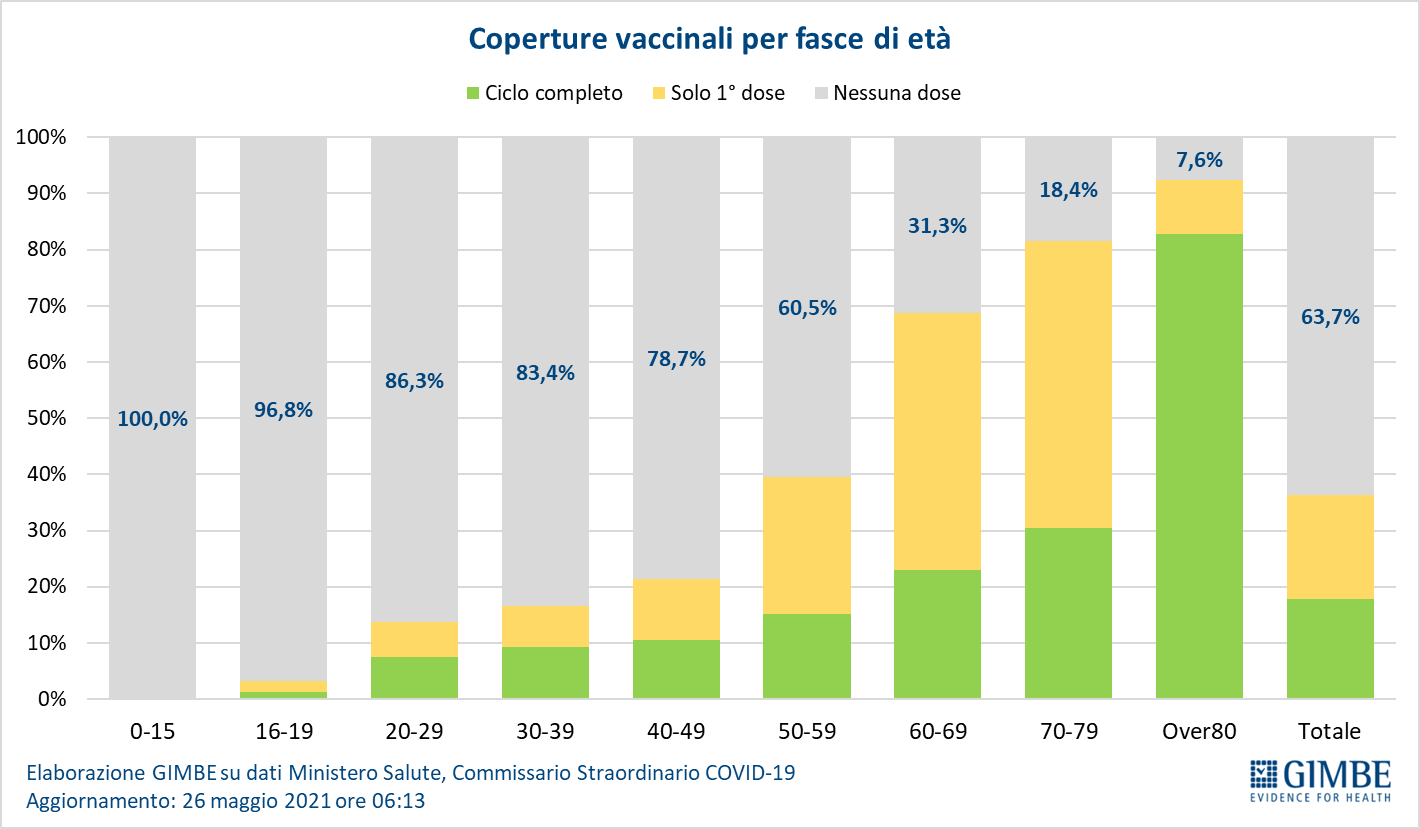 Coperture vaccinali per fasce di età
Ciclo completo Solo 1° dose Nessuna dose
100%
90%
80%
70%
60%
50%
40%
30%
20%
10%
0%
100,0% 96,8% 86,3% 83,4% 78,7% 60,5% 31,3% 18,4% 7,6% 63,7%
0-15 16-19 20-29 30-39 40-49 50-59 60-69 70-79 Over80 Totale
Elaborazione GIMBE su dati Ministero Salute, Commissario Straordinario COVID-19
Aggiornamento: 26 maggio 2021 ore 06:13
GIMBE
EVIDENCE FOR HEALTH